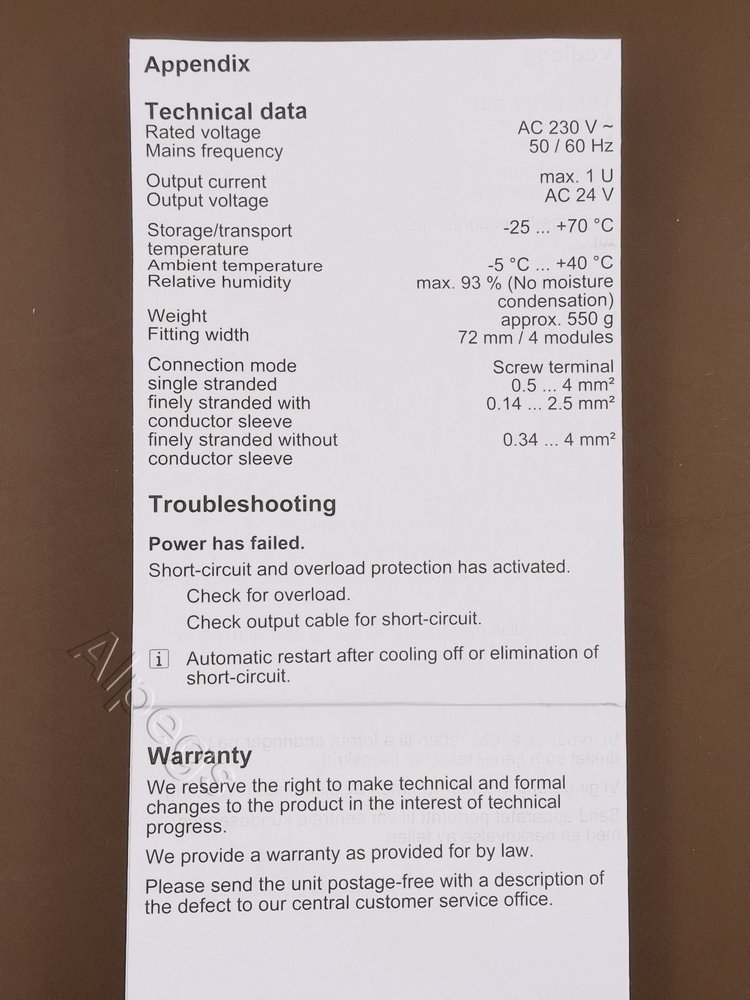 Appendix
Technical data
Rated voltage AC 230 V ~
Mains frequency 50 / 60 Hz
Output current max. 1 U
Output voltage AC 24 V
Storage/transport -25 ... +70 °C
temperature
Ambient temperature -5 °C ... +40 °C
Relative humidity max. 93 % (No moisture
condensation)
Weight approx. 550 g
Fitting width 72 mm / 4 modules
Connection mode Screw terminal
single stranded 0.5 ... 4 mm²
finely stranded with 0.14 ... 2.5 mm²
conductor sleeve
finely stranded without 0.34 ... 4 mm²
conductor sleeve
Troubleshooting
Power has failed.
Short-circuit and overload protection has activated.
Check for overload.
Check output cable for short-circuit.
i Automatic restart after cooling off or elimination of
short-circuit.
Warranty
We reserve the right to make technical and formal
changes to the product in the interest of technical
progress.
We provide a warranty as provided for by law.
Please send the unit postage-free with a description of
the defect to our central customer service office.